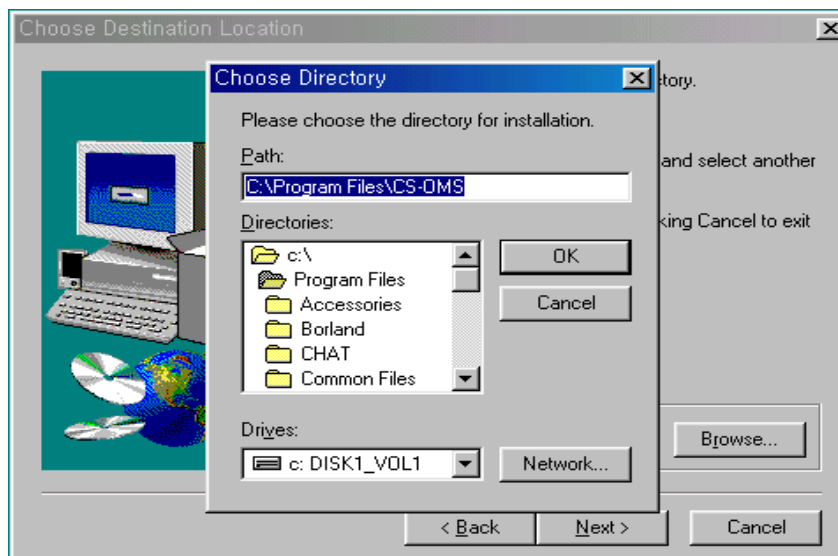 Choose Destination Location
Choose Directory
tory.
Please choose the directory for installation.
Path:
and select another
C:\Program Files\CS-OMS
Directories:
king Cancel to exit
c:\
OK
Program Files
Accessories
Cancel
Borland
CHAT
Common Files
Drives:
Browse...
c: DISK1_VOL1
Network...
< Back
Next >
Cancel